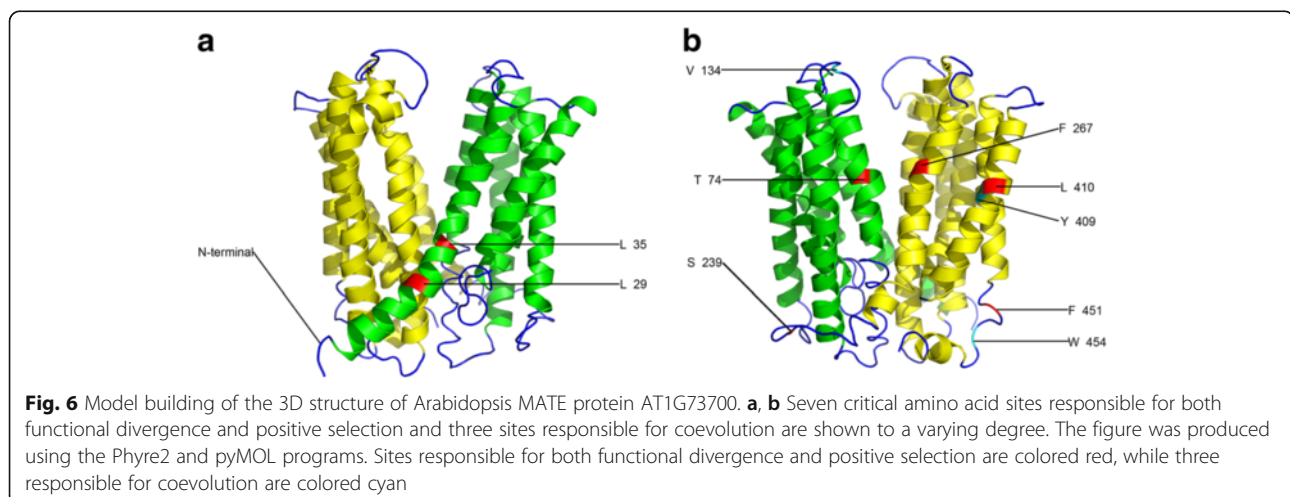 a
b
V 134
F 267
T 74
L 410
Y 409
L 35
N-terminal
L 29
S 239
F 451
W 454
Fig. 6 Model building of the 3D structure of Arabidopsis MATE protein AT1G73700. a, b Seven critical amino acid sites responsible for both
functional divergence and positive selection and three sites responsible for coevolution are shown to a varying degree. The figure was produced
using the Phyre2 and pyMOL programs. Sites responsible for both functional divergence and positive selection are colored red, while three
responsible for coevolution are colored cyan